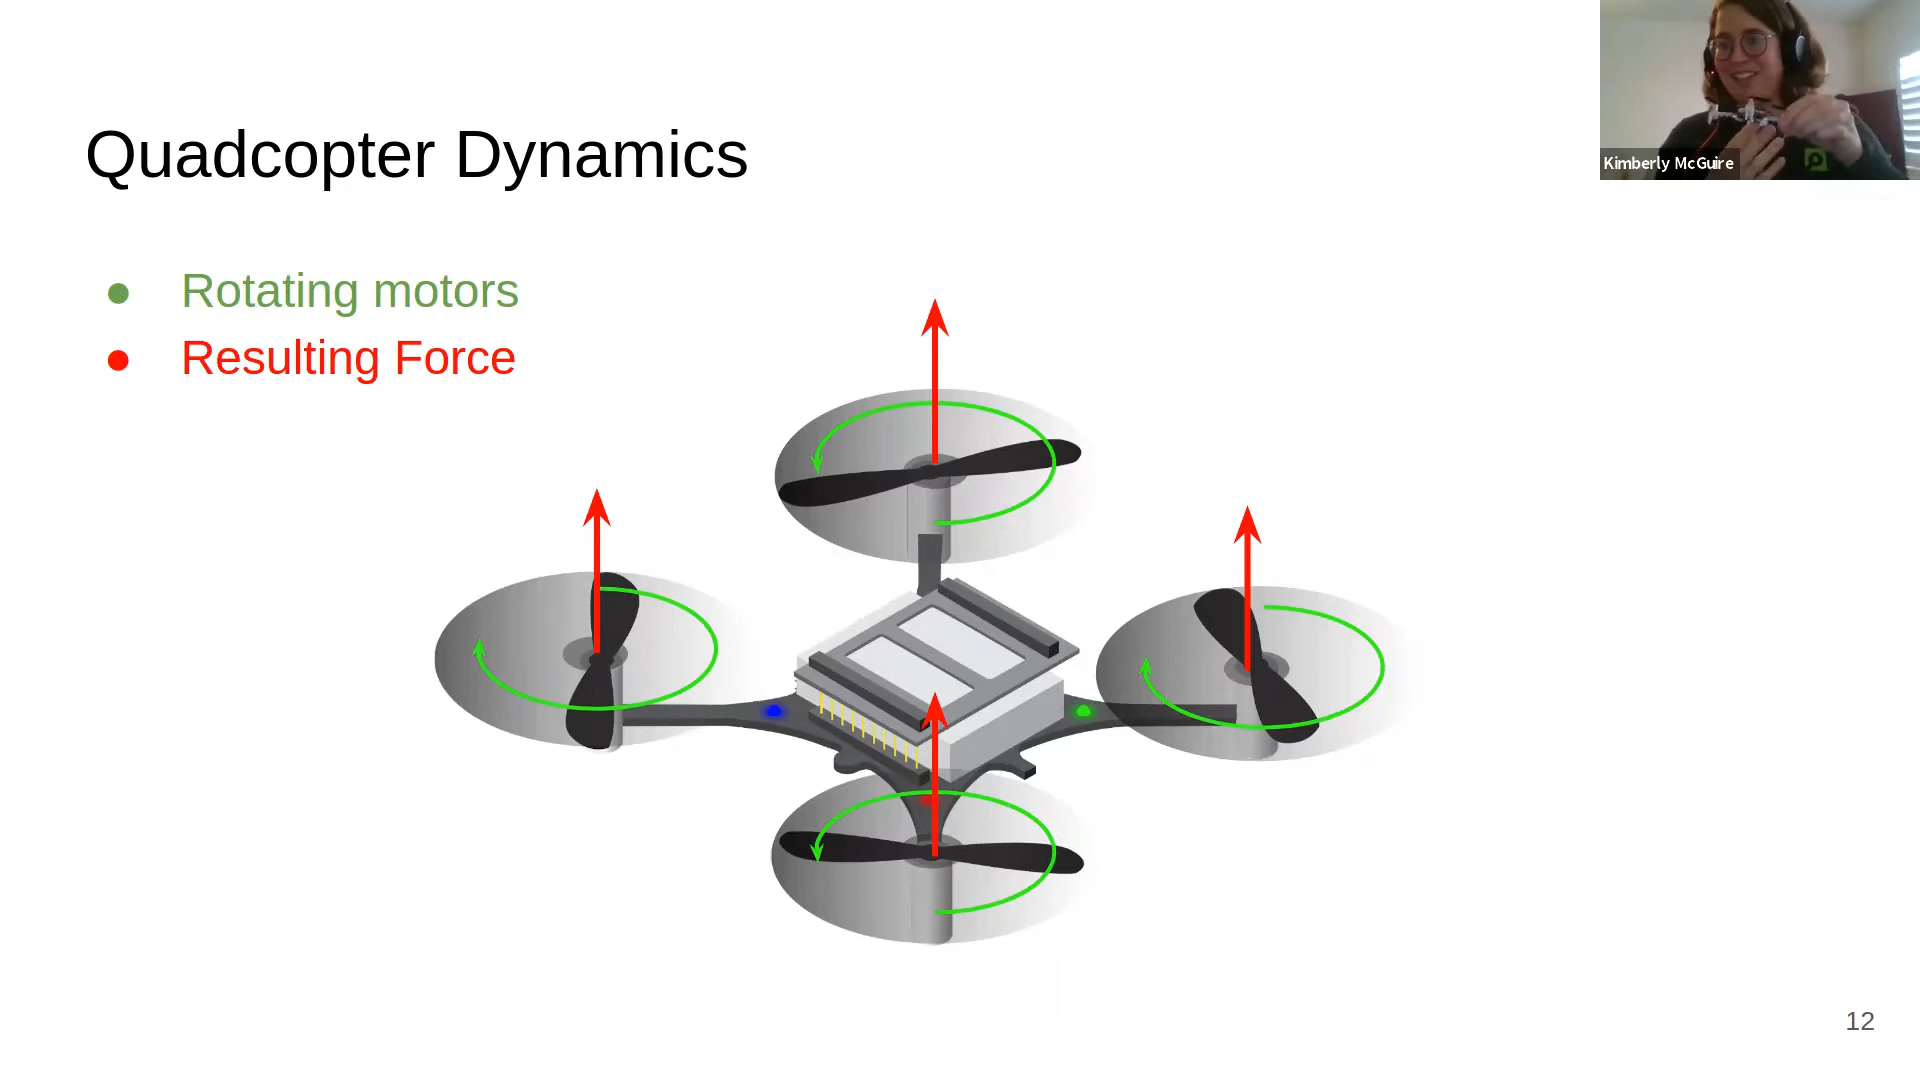 Kimberly McGuire
Quadcopter Dynamics
● Rotating motors
● Resulting Force
12